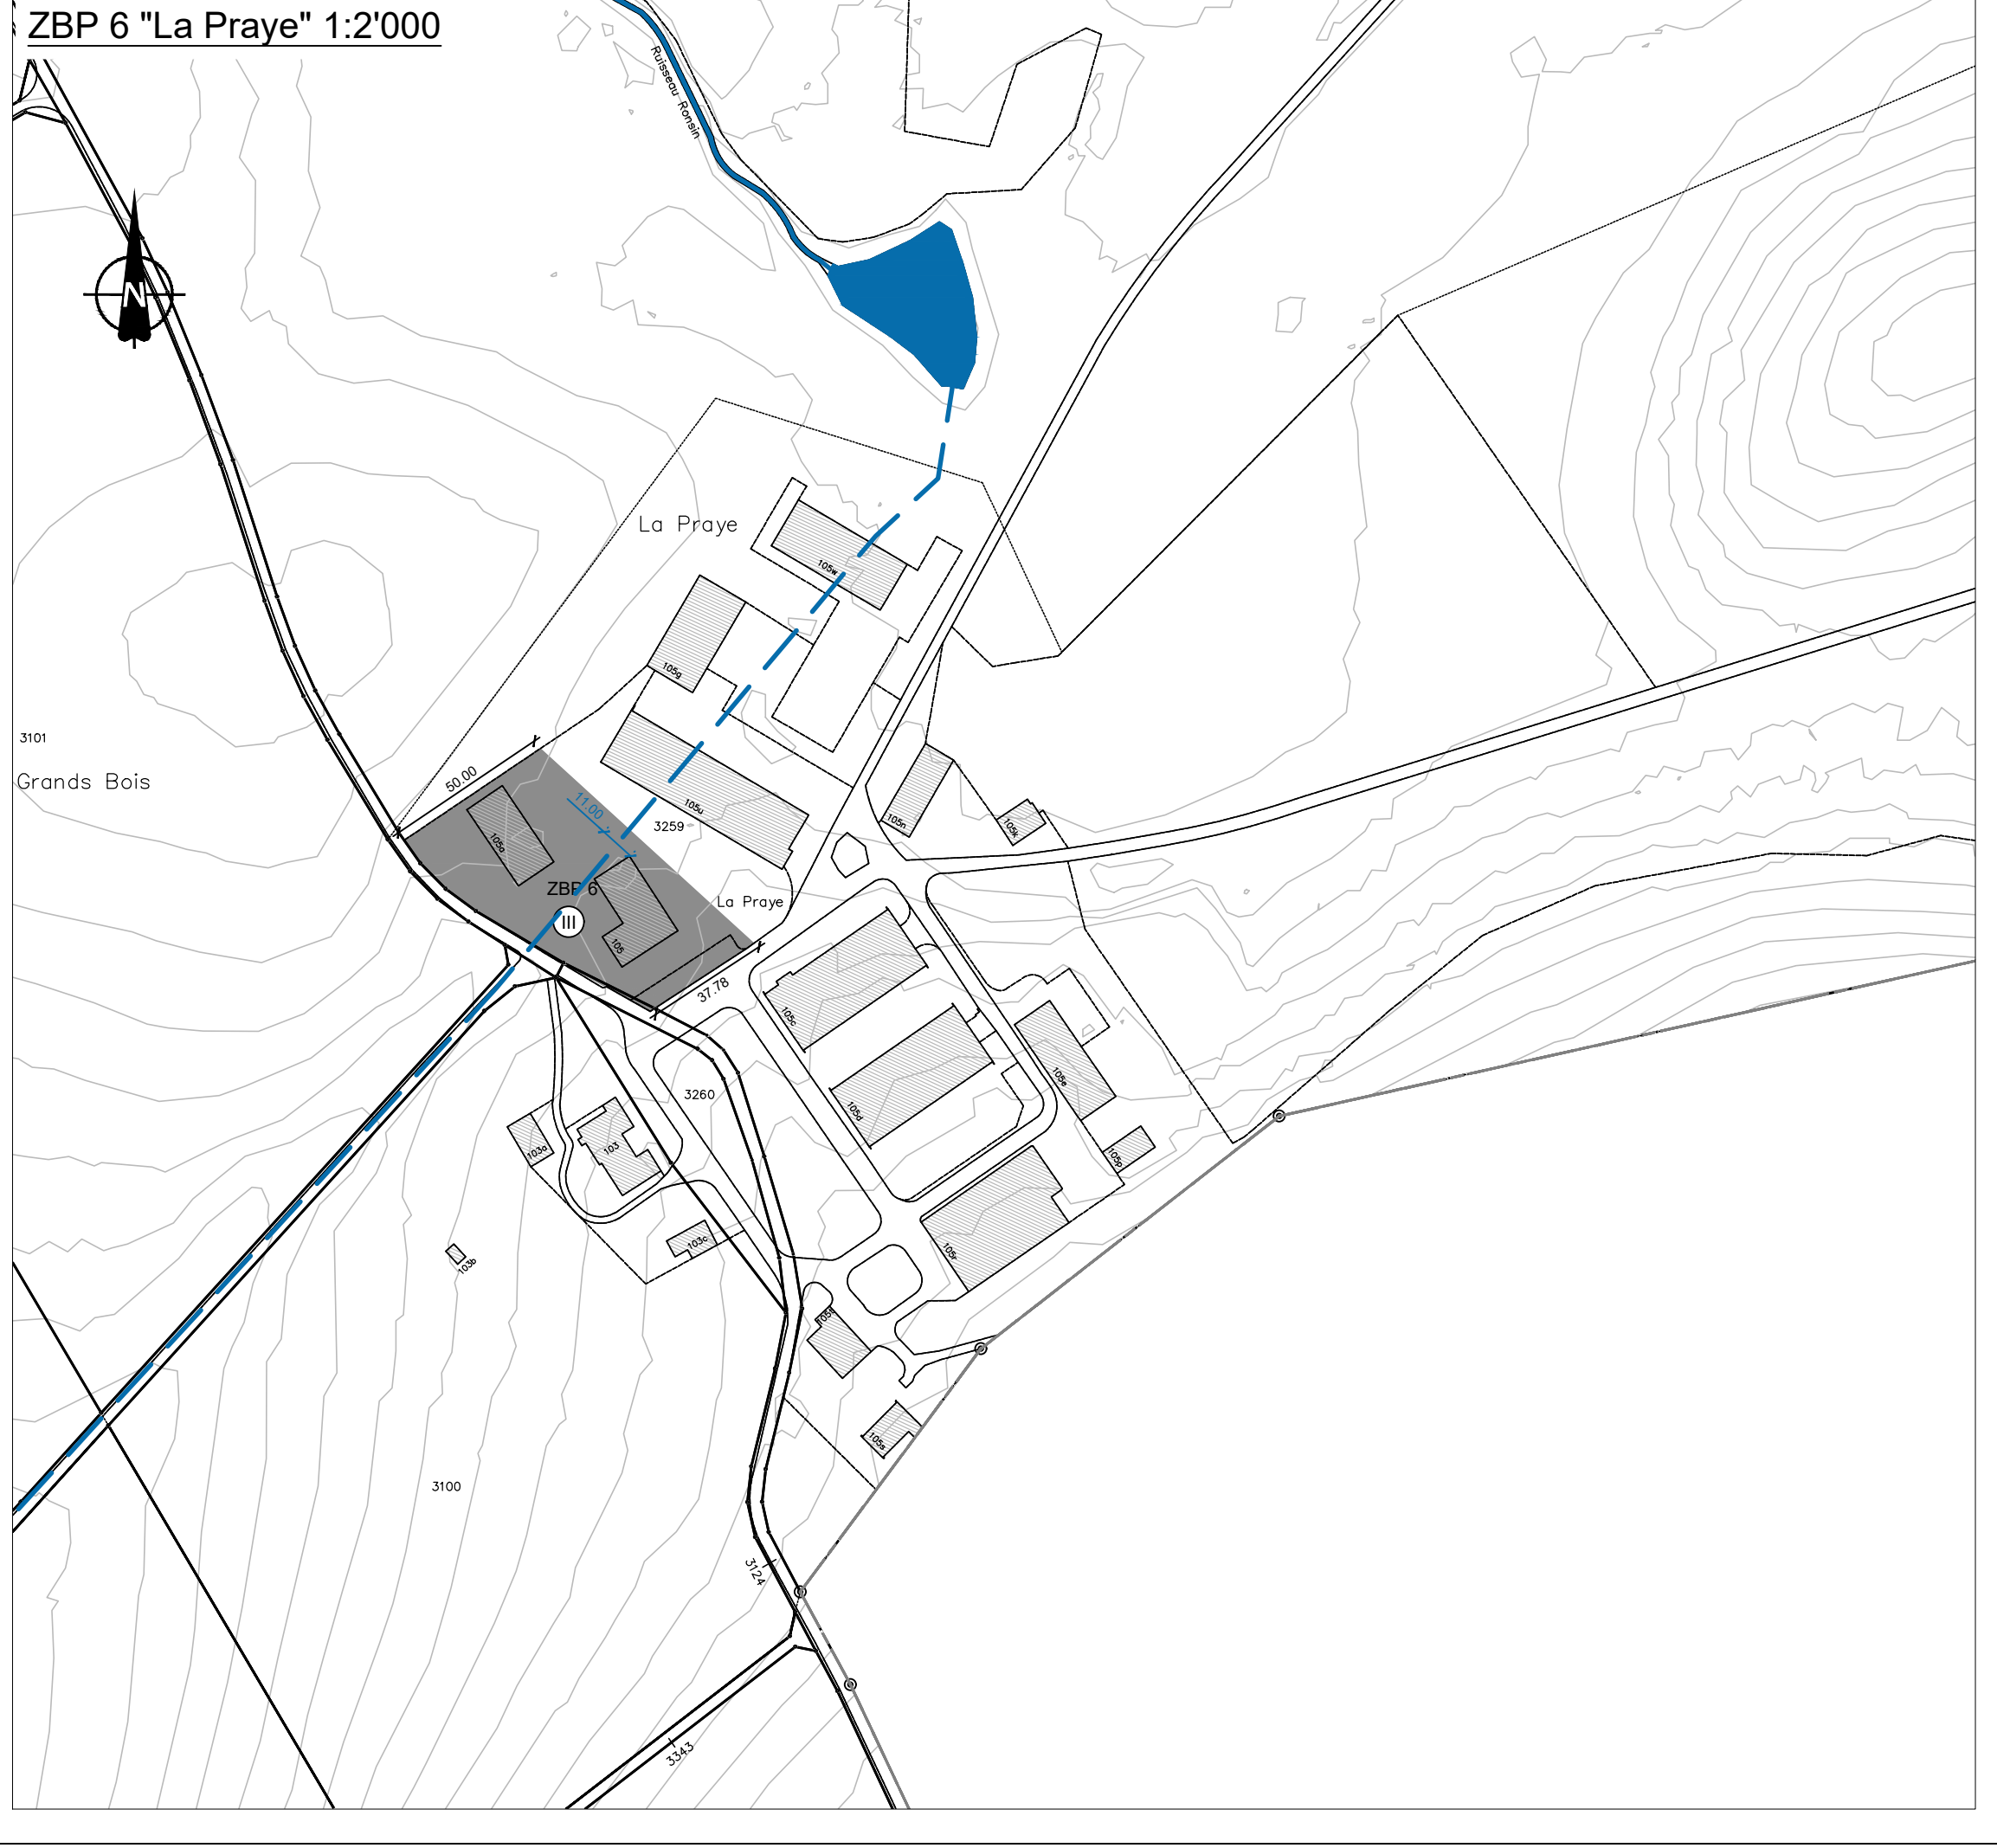 ZBP 6 "La Praye" 1:2'000
Ruisseau Ronsin
N
La Praye
105w
105g
3101
50.00
Grands Bois
11.00
105u
3259
105n
105k
105a
ZBP 6
La Praye
III
105
37.78
105c
105e
3260
105d
103
103a
105p
103c
105r
103b
105s
3100
3124
3343